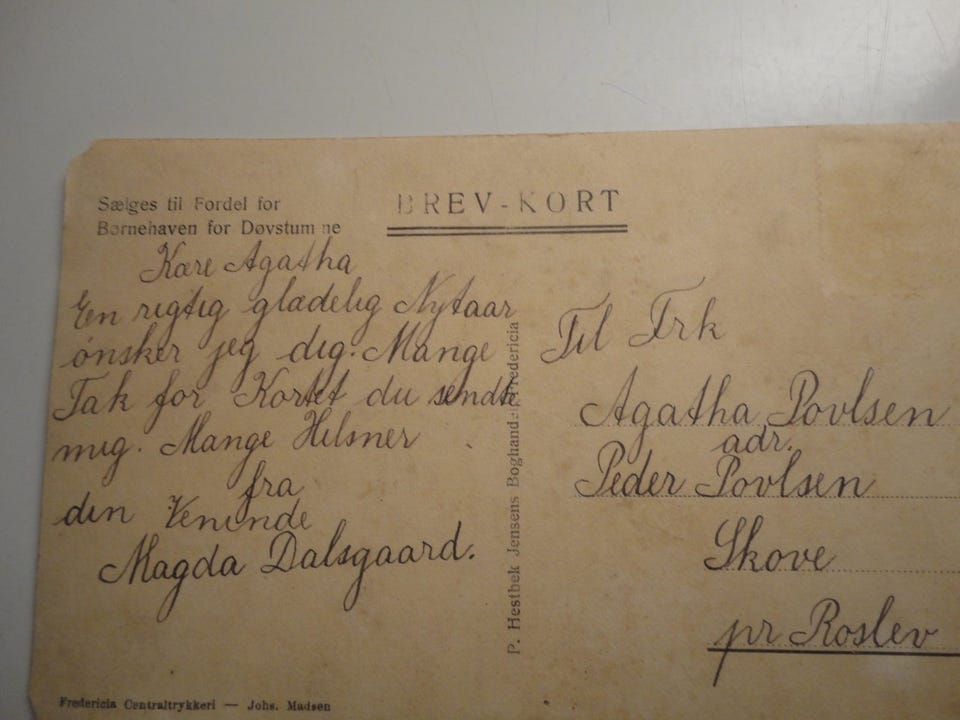 Sælges til Fordel for
Børnehaven for Døvstumme
BREV-KORT
Kære Agatha
En rigtig glædelig Nytaar
ønsker jeg dig. Mange
Tak for Kortet du sendte
mig. Mange Hilsner
fra
den Veninde
Magda Dalsgaard.
P. Hestbek Jensens Boghandel Fredericia
Til Frk
Agatha Povlsen
adr.
Peder Povlsen
Skove
pr Roslev
Fredericia Centraltrykkeri — Johs. Madsen